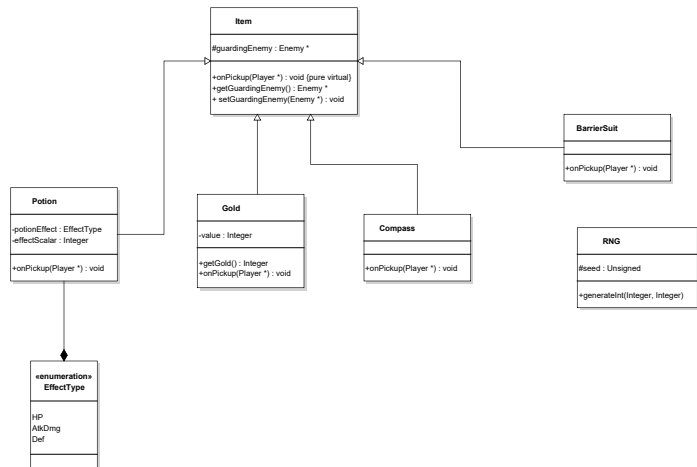 Item
#guardingEnemy : Enemy *
+onPickup(Player *) : void {pure virtual}
+getGuardingEnemy() : Enemy *
+ setGuardingEnemy(Enemy *) : void
BarrierSuit
+onPickup(Player *) : void
Potion
-potionEffect : EffectType
-effectScalar : Integer
+onPickup(Player *) : void
Gold
-value : Integer
+getGold() : Integer
+onPickup(Player *) : void
Compass
+onPickup(Player *) : void
RNG
#seed : Unsigned
+generateInt(Integer, Integer)
«enumeration»
EffectType
HP
AtkDmg
Def